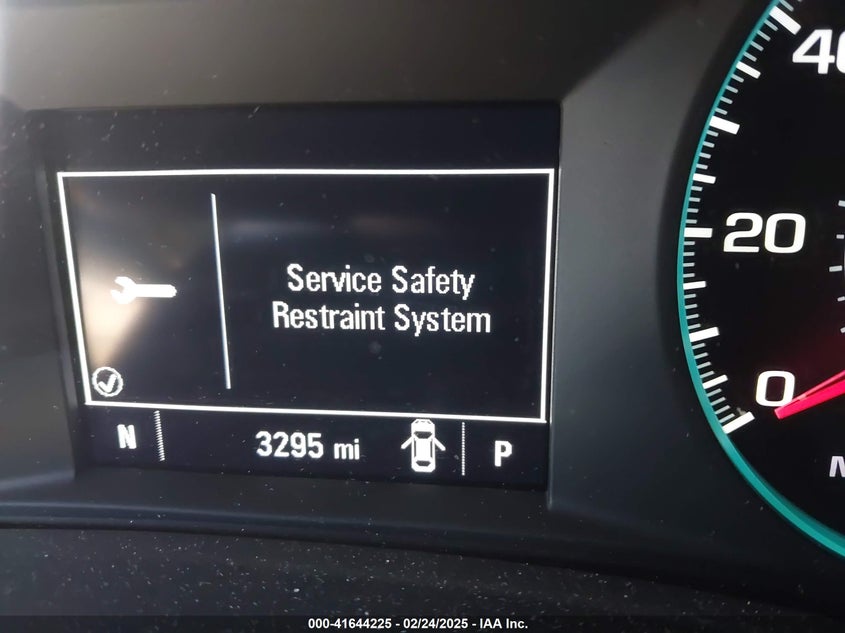 40
20
0
Service Safety
Restraint System
N
3295 mi
P
000-41644225 - 02/24/2025 - IAA Inc.